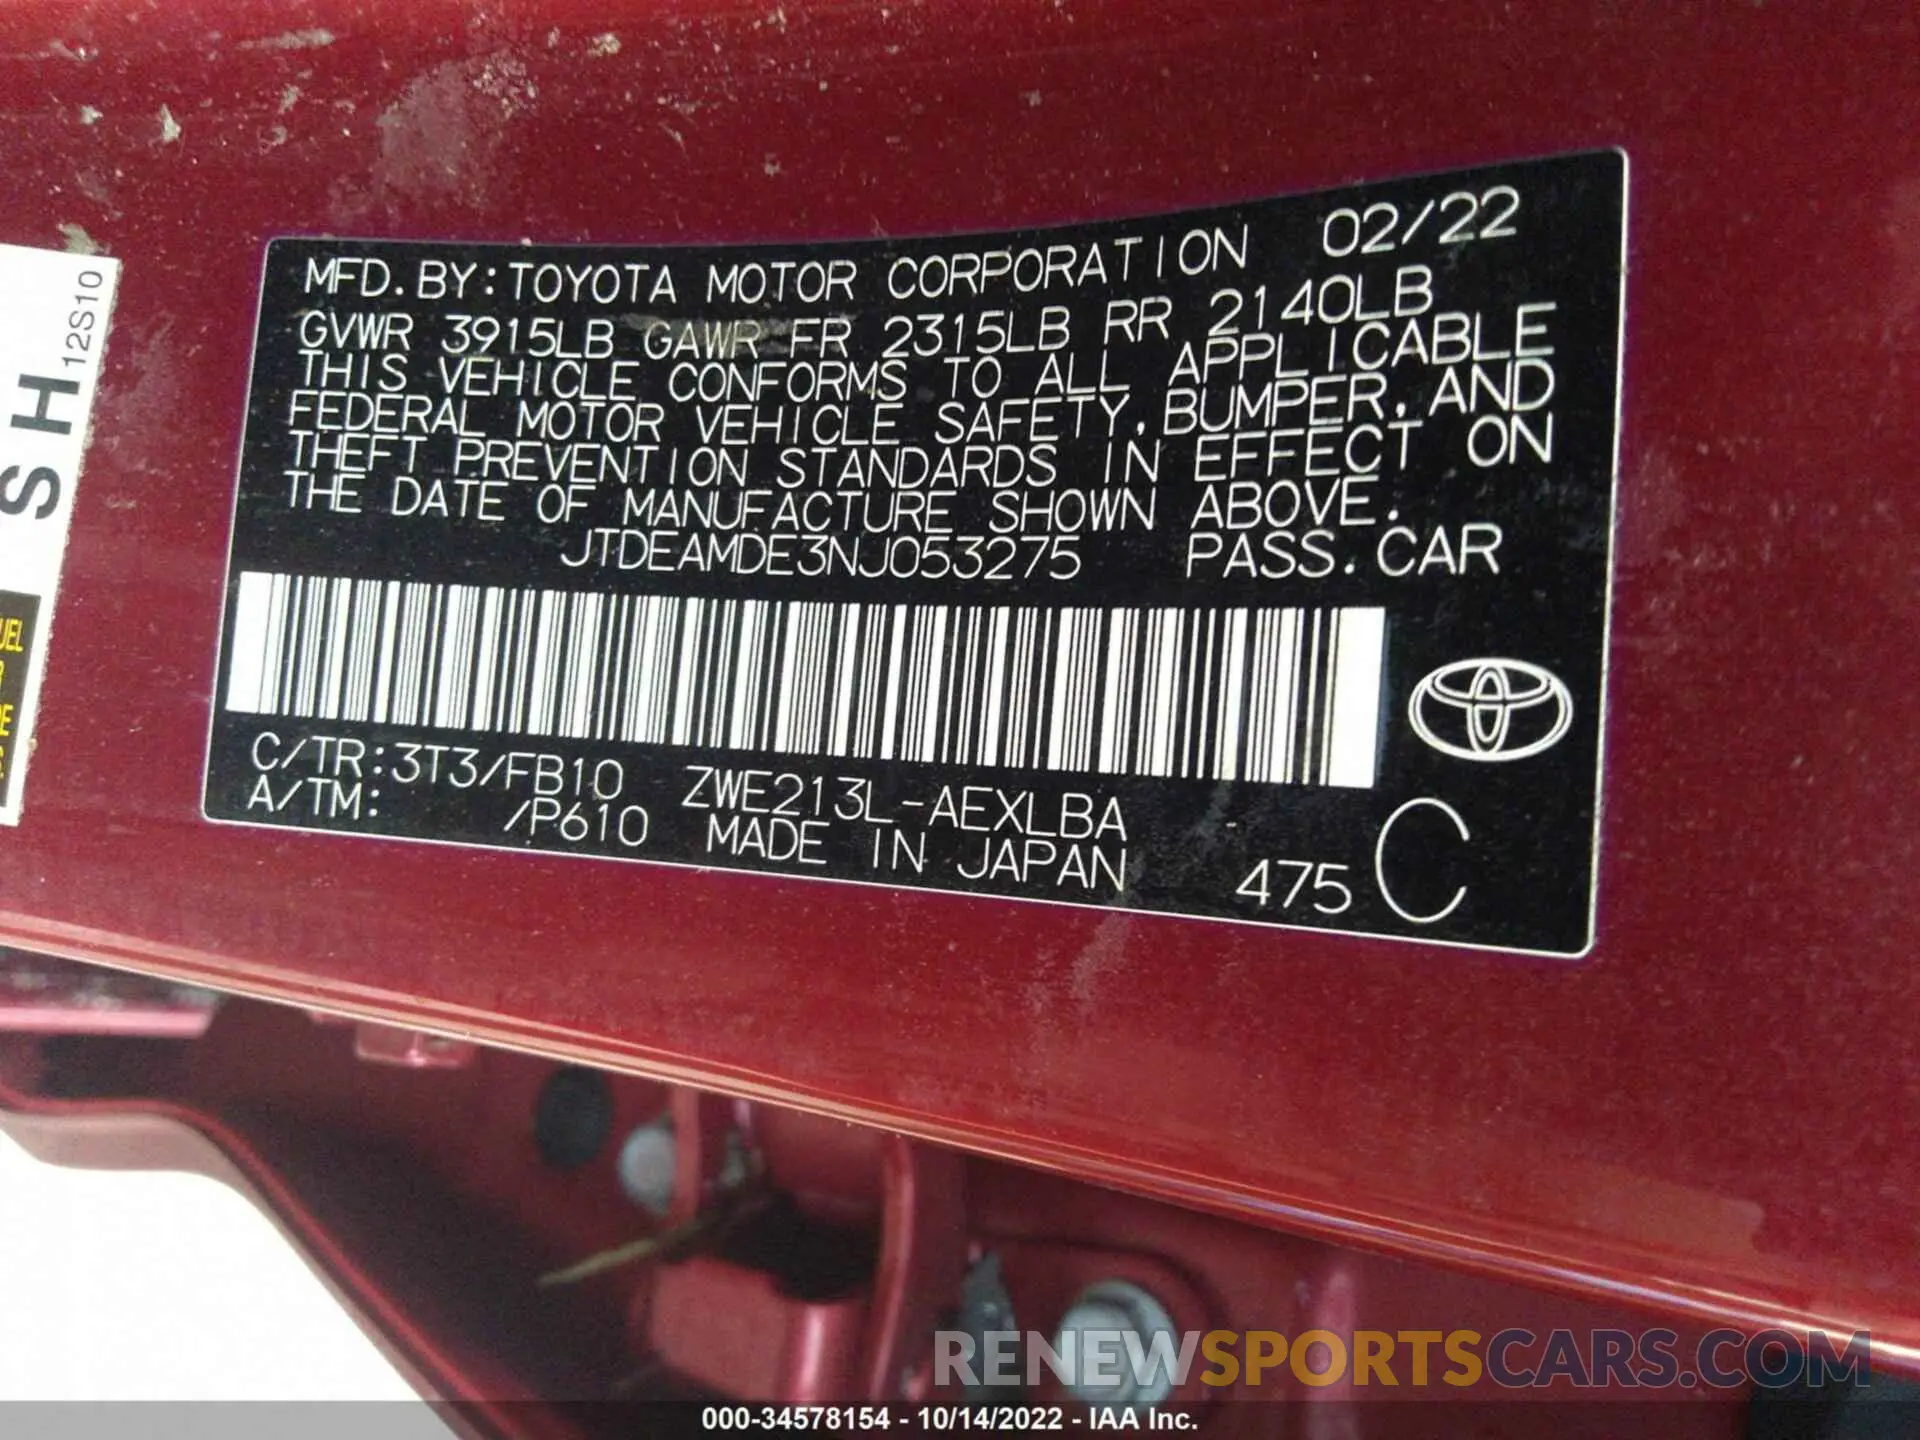 MFD. BY: TOYOTA MOTOR CORPORATION 02/22
GVWR 3915LB GAWR FR 2315LB RR 2140LB
THIS VEHICLE CONFORMS TO ALL APPLICABLE
FEDERAL MOTOR VEHICLE SAFETY, BUMPER, AND
THEFT PREVENTION STANDARDS IN EFFECT ON
THE DATE OF MANUFACTURE SHOWN ABOVE.
JTDEAMDE3NJ053275 PASS. CAR
C/TR: 3T3/FB10 ZWE213L-AEXLBA
A/TM: /P610 MADE IN JAPAN 475 C
SH 12S10
RENEWSPORTSCARS.COM
000-34578154 - 10/14/2022 - IAA Inc.